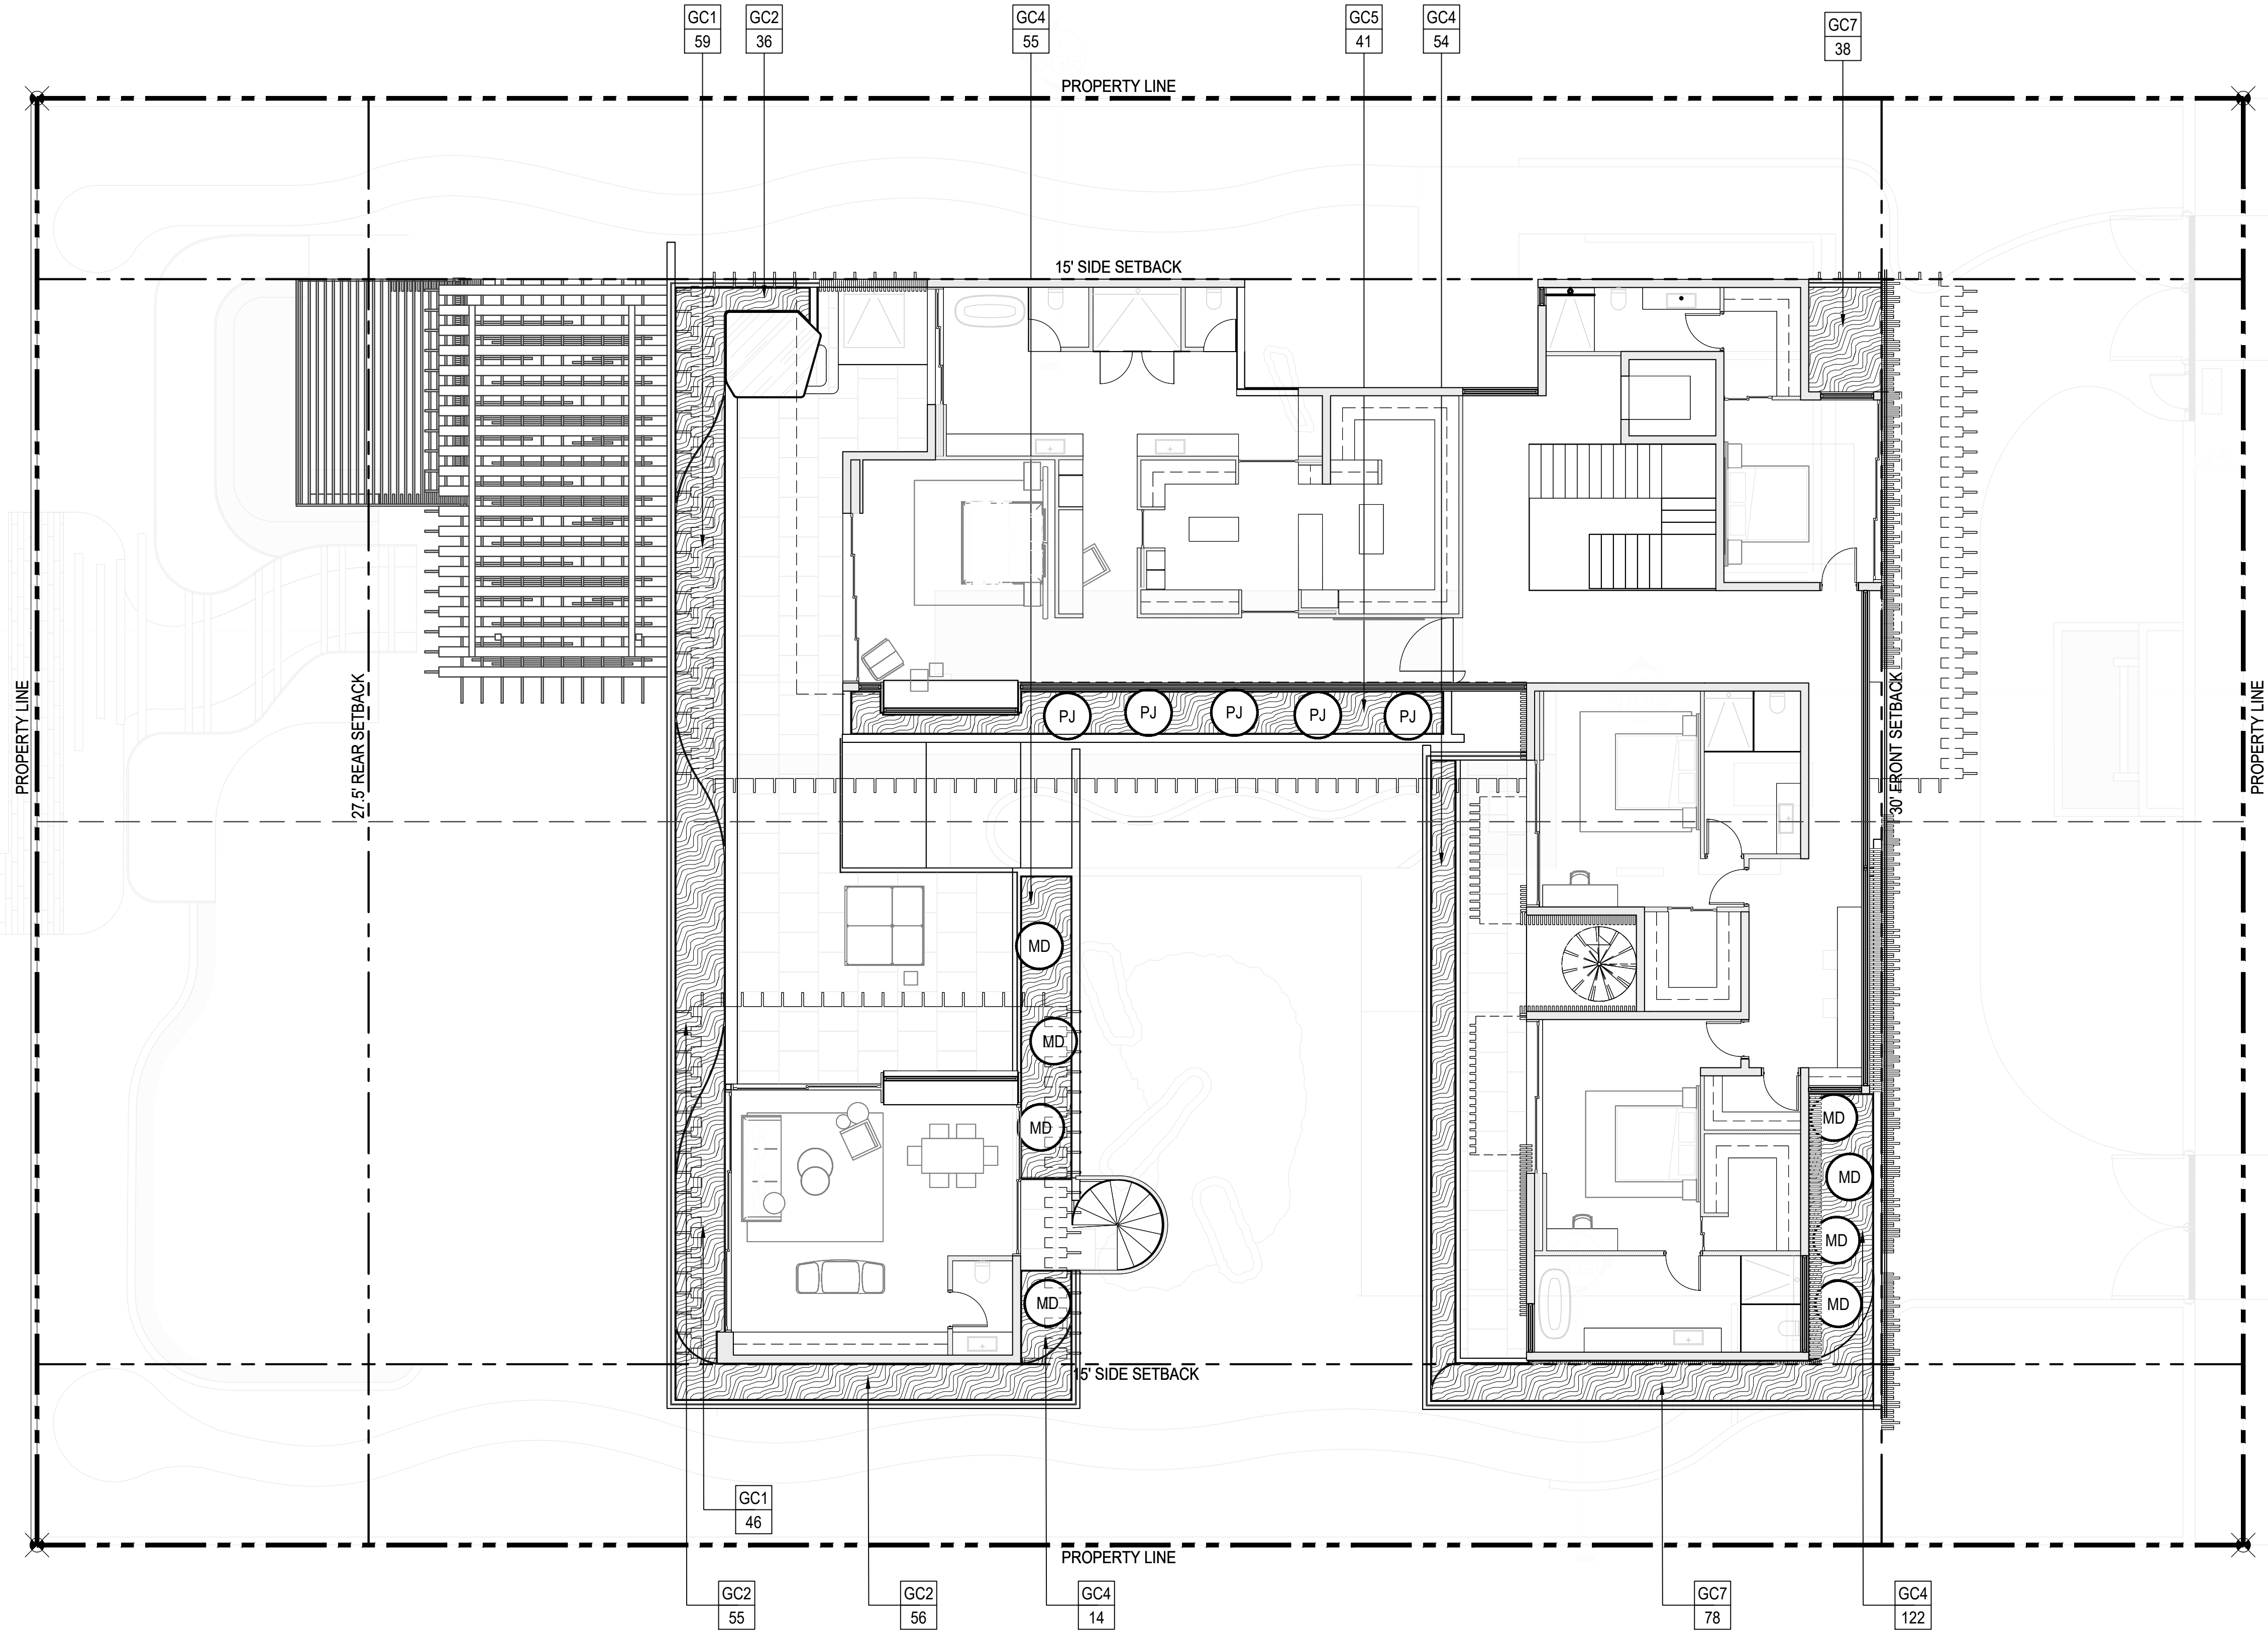 GC1
59
GC2
36
GC4
55
GC5
41
GC4
54
GC7
38
PROPERTY LINE
15' SIDE SETBACK
PROPERTY LINE
27.5' REAR SETBACK
30' FRONT SETBACK
PROPERTY LINE
PJ
PJ
PJ
PJ
PJ
MD
MD
MD
MD
MD
MD
MD
MD
15' SIDE SETBACK
GC1
46
PROPERTY LINE
GC2
55
GC2
56
GC4
14
GC7
78
GC4
122